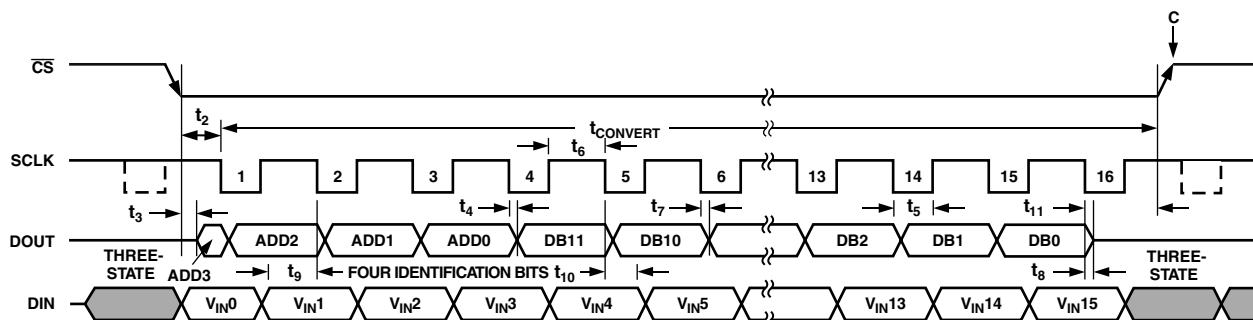 C
CS
t2
tCONVERT
t6
SCLK
1 2 3 4 5 6 13 14 15 16
t3 t4 t7 t5 t11
DOUT
ADD2 ADD1 ADD0 DB11 DB10 DB2 DB1 DB0
THREE-
STATE
ADD3
t9
FOUR IDENTIFICATION BITS
t10
t8
THREE-
STATE
DIN
VIN0 VIN1 VIN2 VIN3 VIN4 VIN5 VIN13 VIN14 VIN15